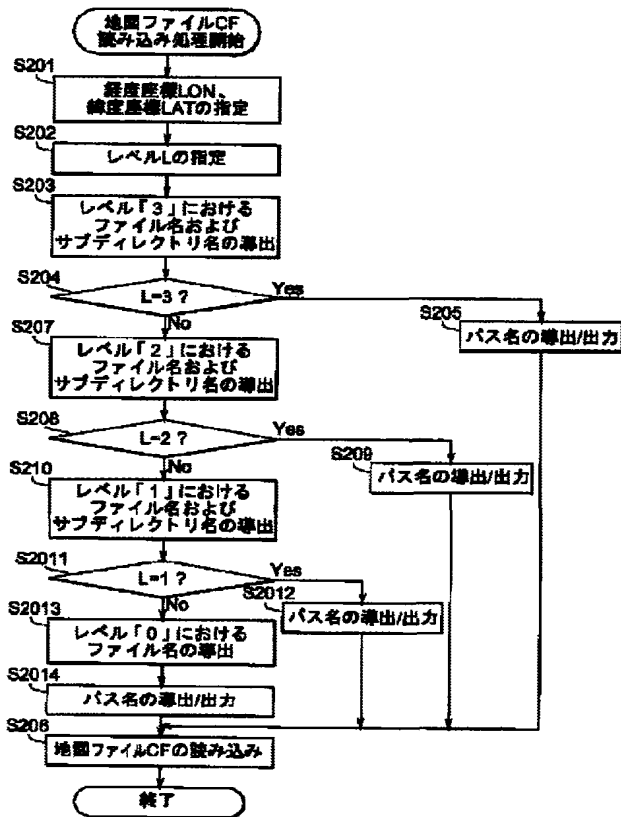 地図ファイルCF
読み込み処理開始
S201
経度座標LON、
緯度座標LATの指定
S202
レベルLの指定
S203
レベル「3」における
ファイル名および
サブディレクトリ名の導出
S204
L=3?
Yes
No
S205
パス名の導出/出力
S207
レベル「2」における
ファイル名および
サブディレクトリ名の導出
S208
L=2?
Yes
No
S209
パス名の導出/出力
S210
レベル「1」における
ファイル名および
サブディレクトリ名の導出
S2011
L=1?
Yes
No
S2012
パス名の導出/出力
S2013
レベル「0」における
ファイル名の導出
S2014
パス名の導出/出力
S206
地図ファイルCFの読み込み
終了